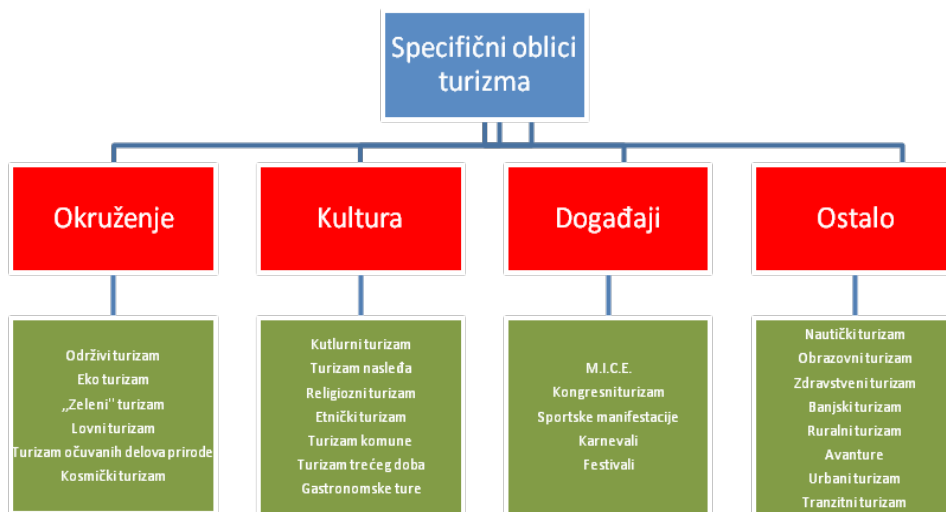 Specifični oblici
turizma
Okruženje
Kultura
Događaji
Ostalo
Održivi turizam
Eko turizam
„Zeleni" turizam
Lovni turizam
Turizam očuvanih delova prirode
Kosmički turizam
Kutlurni turizam
Turizam nasleđa
Religiozni turizam
Etnički turizam
Turizam komune
Turizam trećeg doba
Gastronomske ture
M.I.C.E.
Kongresni turizam
Sportske manifestacije
Karnevali
Festivali
Nautički turizam
Obrazovni turizam
Zdravstveni turizam
Banjski turizam
Ruralni turizam
Avanture
Urbani turizam
Tranzitni turizam